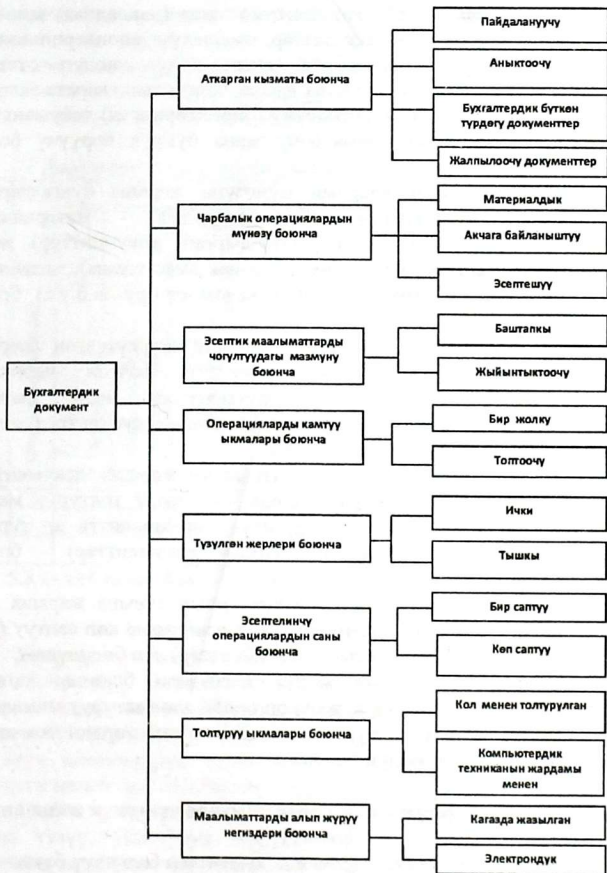 Бухгалтердик
документ
Аткарган кызматы боюнча
Пайдалануучу
Аныктоочу
Бухгалтердик бүткөн
түрдөгү документтер
Жалпылоочу документтер
Чарбалык операциялардын
мүнөзү боюнча
Материалдык
Акчага байланыштуу
Эсептешүү
Эсептик маалыматтарды
чогултуудагы мазмуну
боюнча
Баштапкы
Жыйынтыктоочу
Операцияларды камтуу
ыкмалары боюнча
Бир жолку
Топтоочу
Түзүлгөн жерлери боюнча
Ички
Тышкы
Эсептелинчү
операциялардын саны
боюнча
Бир саптуу
Көп саптуу
Толтуруу ыкмалары боюнча
Кол менен толтурулган
Компьютердик
техниканын жардамы
менен
Маалыматтарды алып жүрүү
негиздери боюнча
Кагазда жазылган
Электрондук